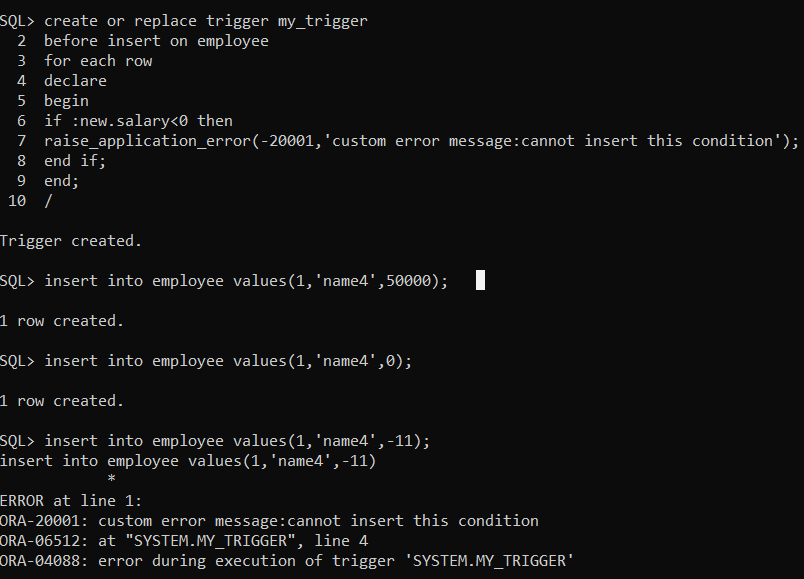 SQL> create or replace trigger my_trigger
  2  before insert on employee
  3  for each row
  4  declare
  5  begin
  6  if :new.salary<0 then
  7  raise_application_error(-20001,'custom error message:cannot insert this condition');
  8  end if;
  9  end;
 10  /
Trigger created.
SQL> insert into employee values(1,'name4',50000);
1 row created.
SQL> insert into employee values(1,'name4',0);
1 row created.
SQL> insert into employee values(1,'name4',-11);
insert into employee values(1,'name4',-11)
            *
ERROR at line 1:
ORA-20001: custom error message:cannot insert this condition
ORA-06512: at "SYSTEM.MY_TRIGGER", line 4
ORA-04088: error during execution of trigger 'SYSTEM.MY_TRIGGER'